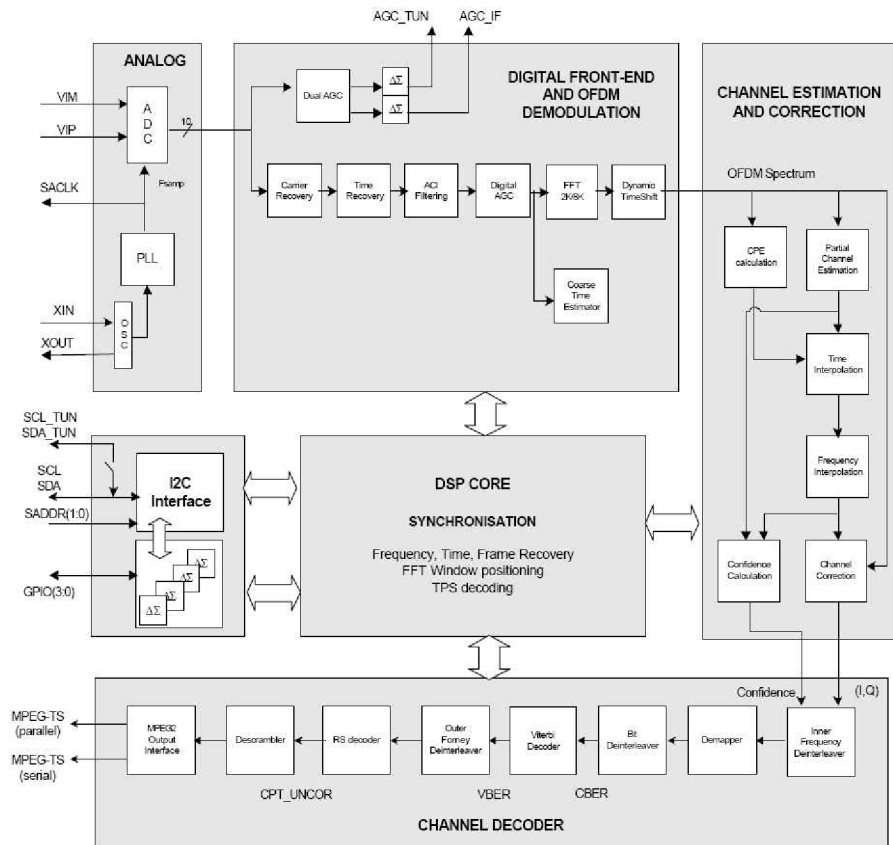 AGC_TUN
AGC_IF
ANALOG
DIGITAL FRONT-END
AND OFDM
DEMODULATION
CHANNEL ESTIMATION
AND CORRECTION
VIM
VIP
A
D
C
10
SACLK
Fsamp
PLL
XIN
XOUT
O
S
C
Dual AGC
ΔΣ
ΔΣ
Carrier
Recovery
Time
Recovery
ACI
Filtering
Digital
AGC
FFT
2K/8K
Dynamic
TimeShift
Coarse
Time
Estimator
OFDM Spectrum
CPE
calculation
Partial
Channel
Estimation
Time
Interpolation
Frequency
Interpolation
Confidence
Calculation
Channel
Correction
SCL_TUN
SDA_TUN
SCL
SDA
SADDR(1:0)
GPIO(3:0)
I2C
Interface
ΔΣ
ΔΣ
ΔΣ
ΔΣ
DSP CORE
SYNCHRONISATION
Frequency, Time, Frame Recovery
FFT Window positioning
TPS decoding
Confidence
(I,Q)
MPEG-TS
(parallel)
MPEG-TS
(serial)
MPEG2
Output
Interface
Desorambler
RS decoder
Outer
Forney
Deinterleaver
Viterbi
Decoder
Bit
Deinterleaver
Demapper
Inner
Frequency
Deinterleaver
CPT_UNCOR
VBER
CBER
CHANNEL DECODER